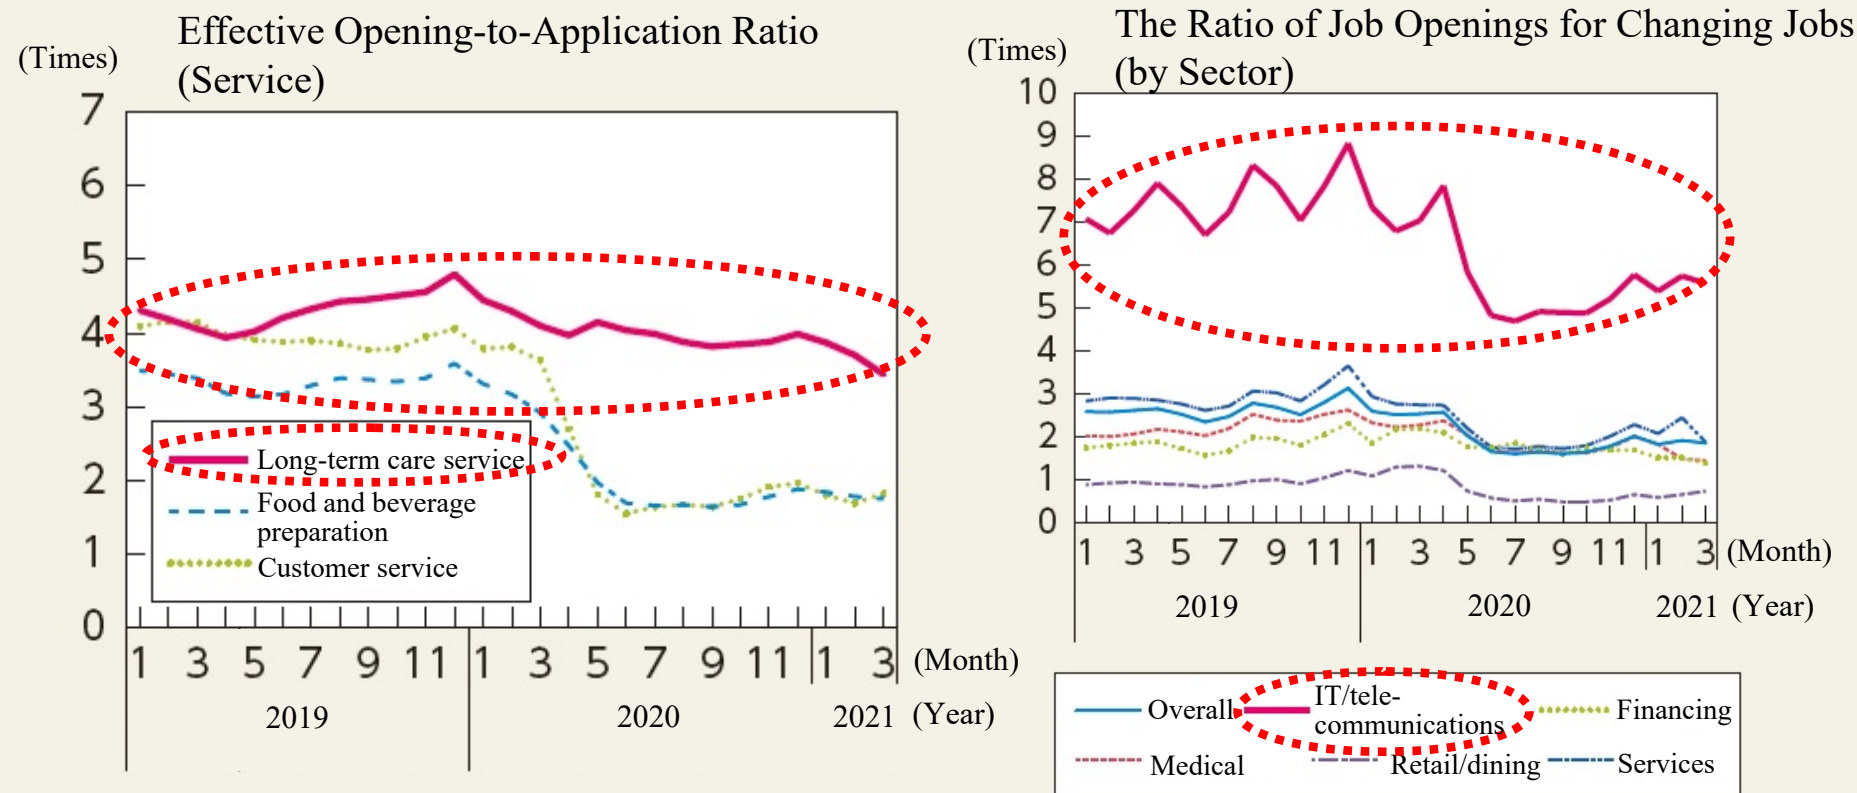 Effective Opening-to-Application Ratio
(Service)
(Times)
7
6
5
4
3
2
1
0
Long-term care service
Food and beverage
preparation
Customer service
1 3 5 7 9 11 1 3 5 7 9 11 1 3 (Month)
2019 2020 2021 (Year)
The Ratio of Job Openings for Changing Jobs
(by Sector)
(Times)
10
9
8
7
6
5
4
3
2
1
0
1 3 5 7 9 11 1 3 5 7 9 11 1 3 (Month)
2019 2020 2021 (Year)
Overall IT/tele-
communications Financing
Medical Retail/dining Services